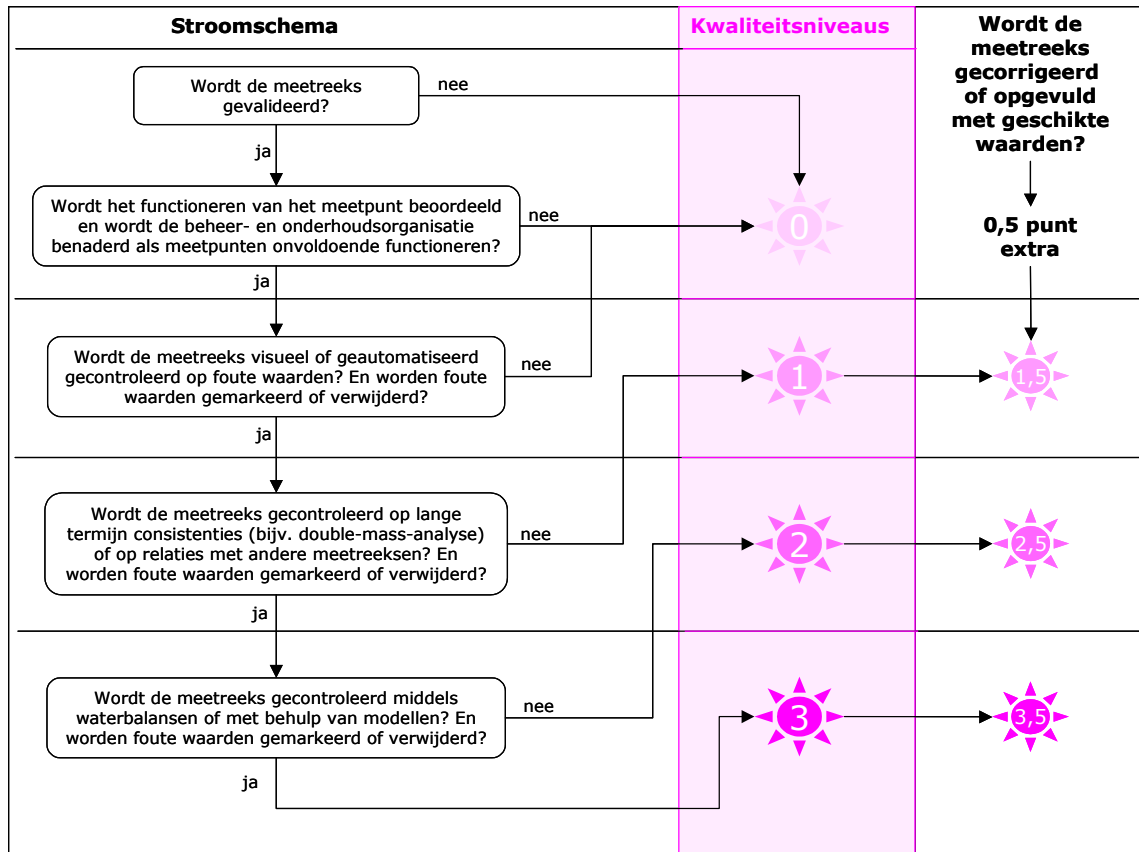 Stroomschema
Kwaliteitsniveaus
Wordt de
meetreeks
gecorrigeerd
of opgevuld
met geschikte
waarden?
Wordt de meetreeks
gevalideerd?
nee
ja
Wordt het functioneren van het meetpunt beoordeeld
en wordt de beheer- en onderhoudsorganisatie
benaderd als meetpunten onvoldoende functioneren?
nee
0
0,5 punt
extra
ja
Wordt de meetreeks visueel of geautomatiseerd
gecontroleerd op foute waarden? En worden foute
waarden gemarkeerd of verwijderd?
nee
1
1,5
ja
Wordt de meetreeks gecontroleerd op lange
termijn consistenties (bijv. double-mass-analyse)
of op relaties met andere meetreeksen? En
worden foute waarden gemarkeerd of verwijderd?
nee
2
2,5
ja
Wordt de meetreeks gecontroleerd middels
waterbalansen of met behulp van modellen? En
worden foute waarden gemarkeerd of verwijderd?
nee
3
3,5
ja